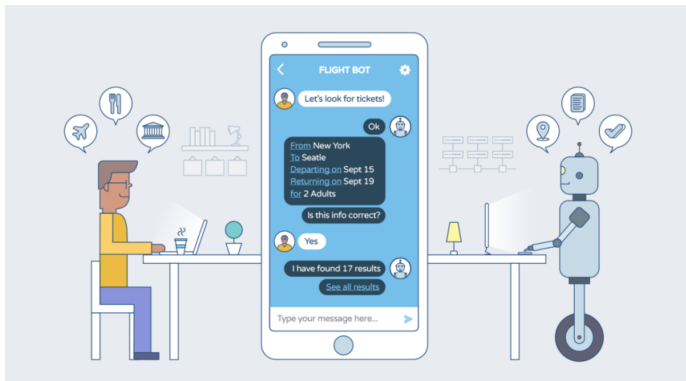 FLIGHT BOT
Let's look for tickets!
Ok
From New York
To Seatle
Departing on Sept 15
Returning on Sept 19
for 2 Adults
Is this info correct?
Yes
I have found 17 results
See all results
Type your message here...